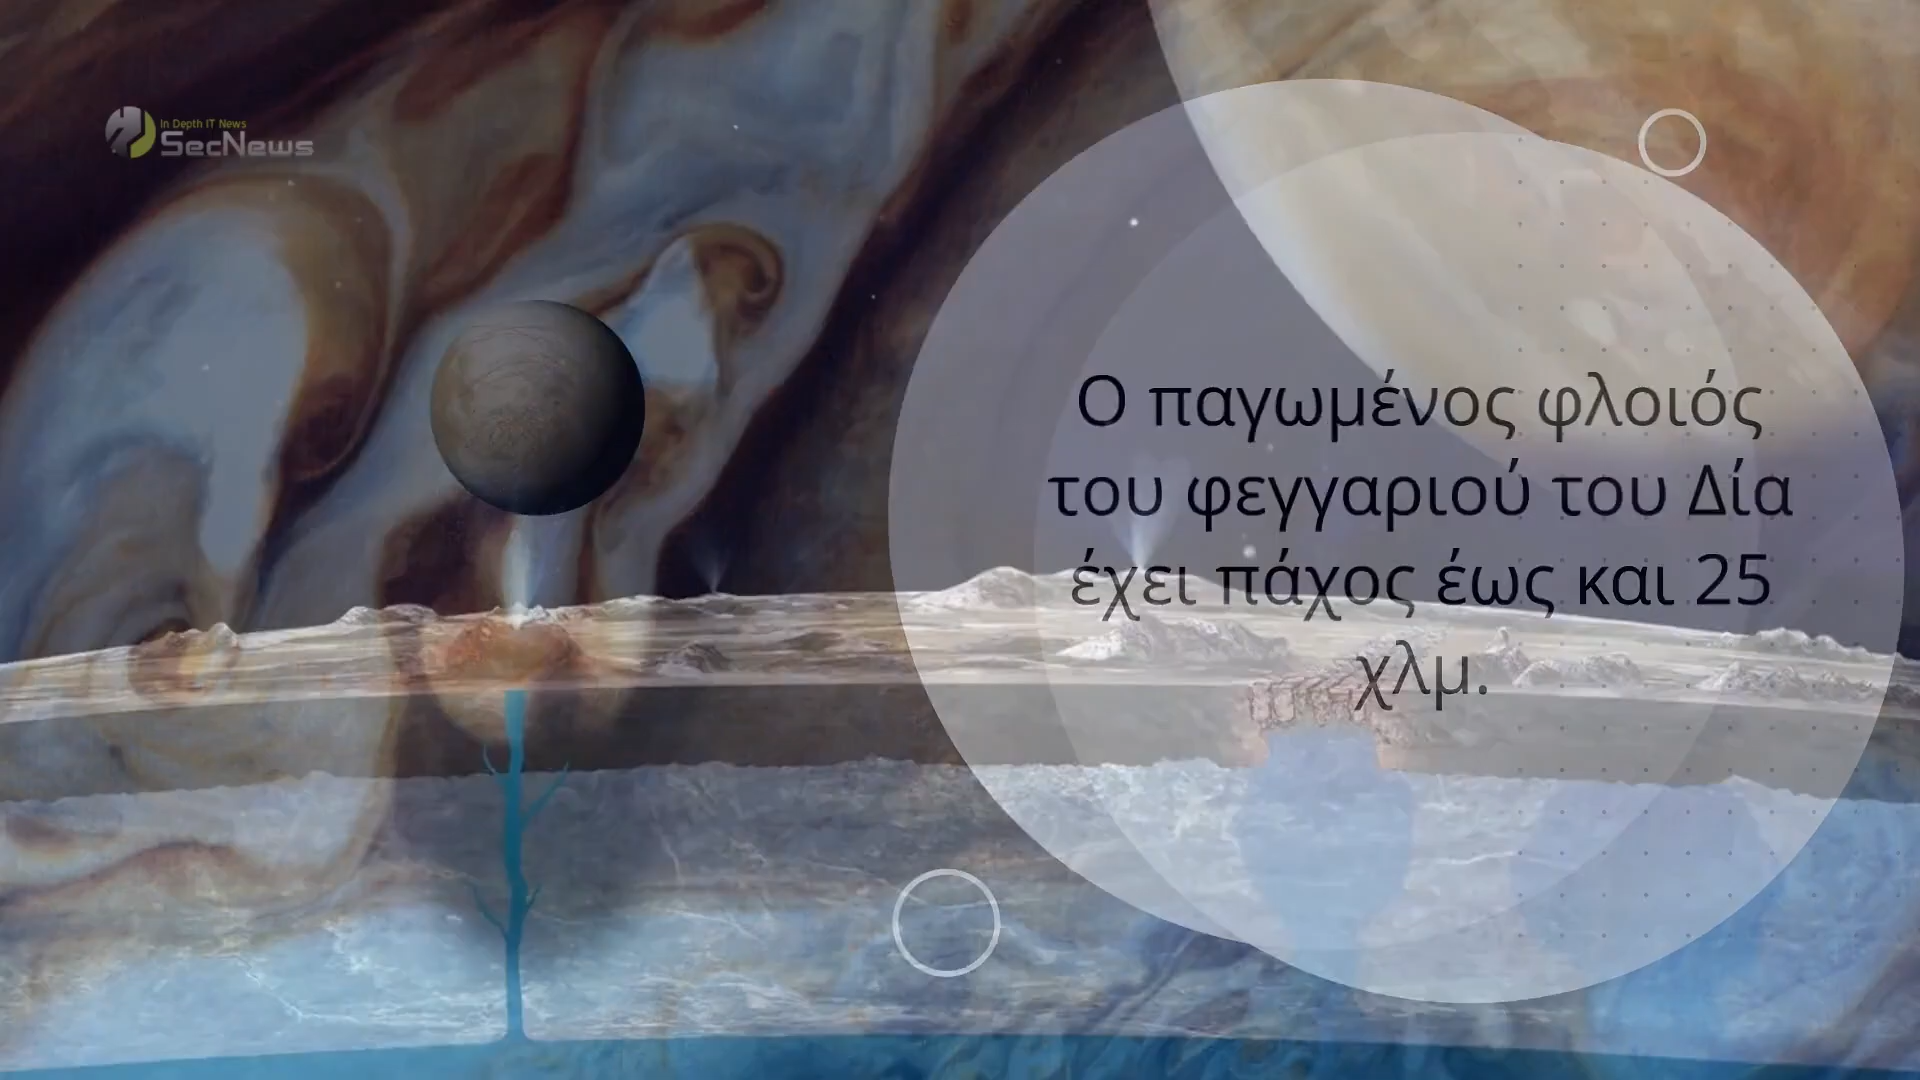 In Depth IT News
SecNews
Ο παγωμένος φλοιός
του φεγγαριού του Δία
έχει πάχος έως και 25
χλμ.